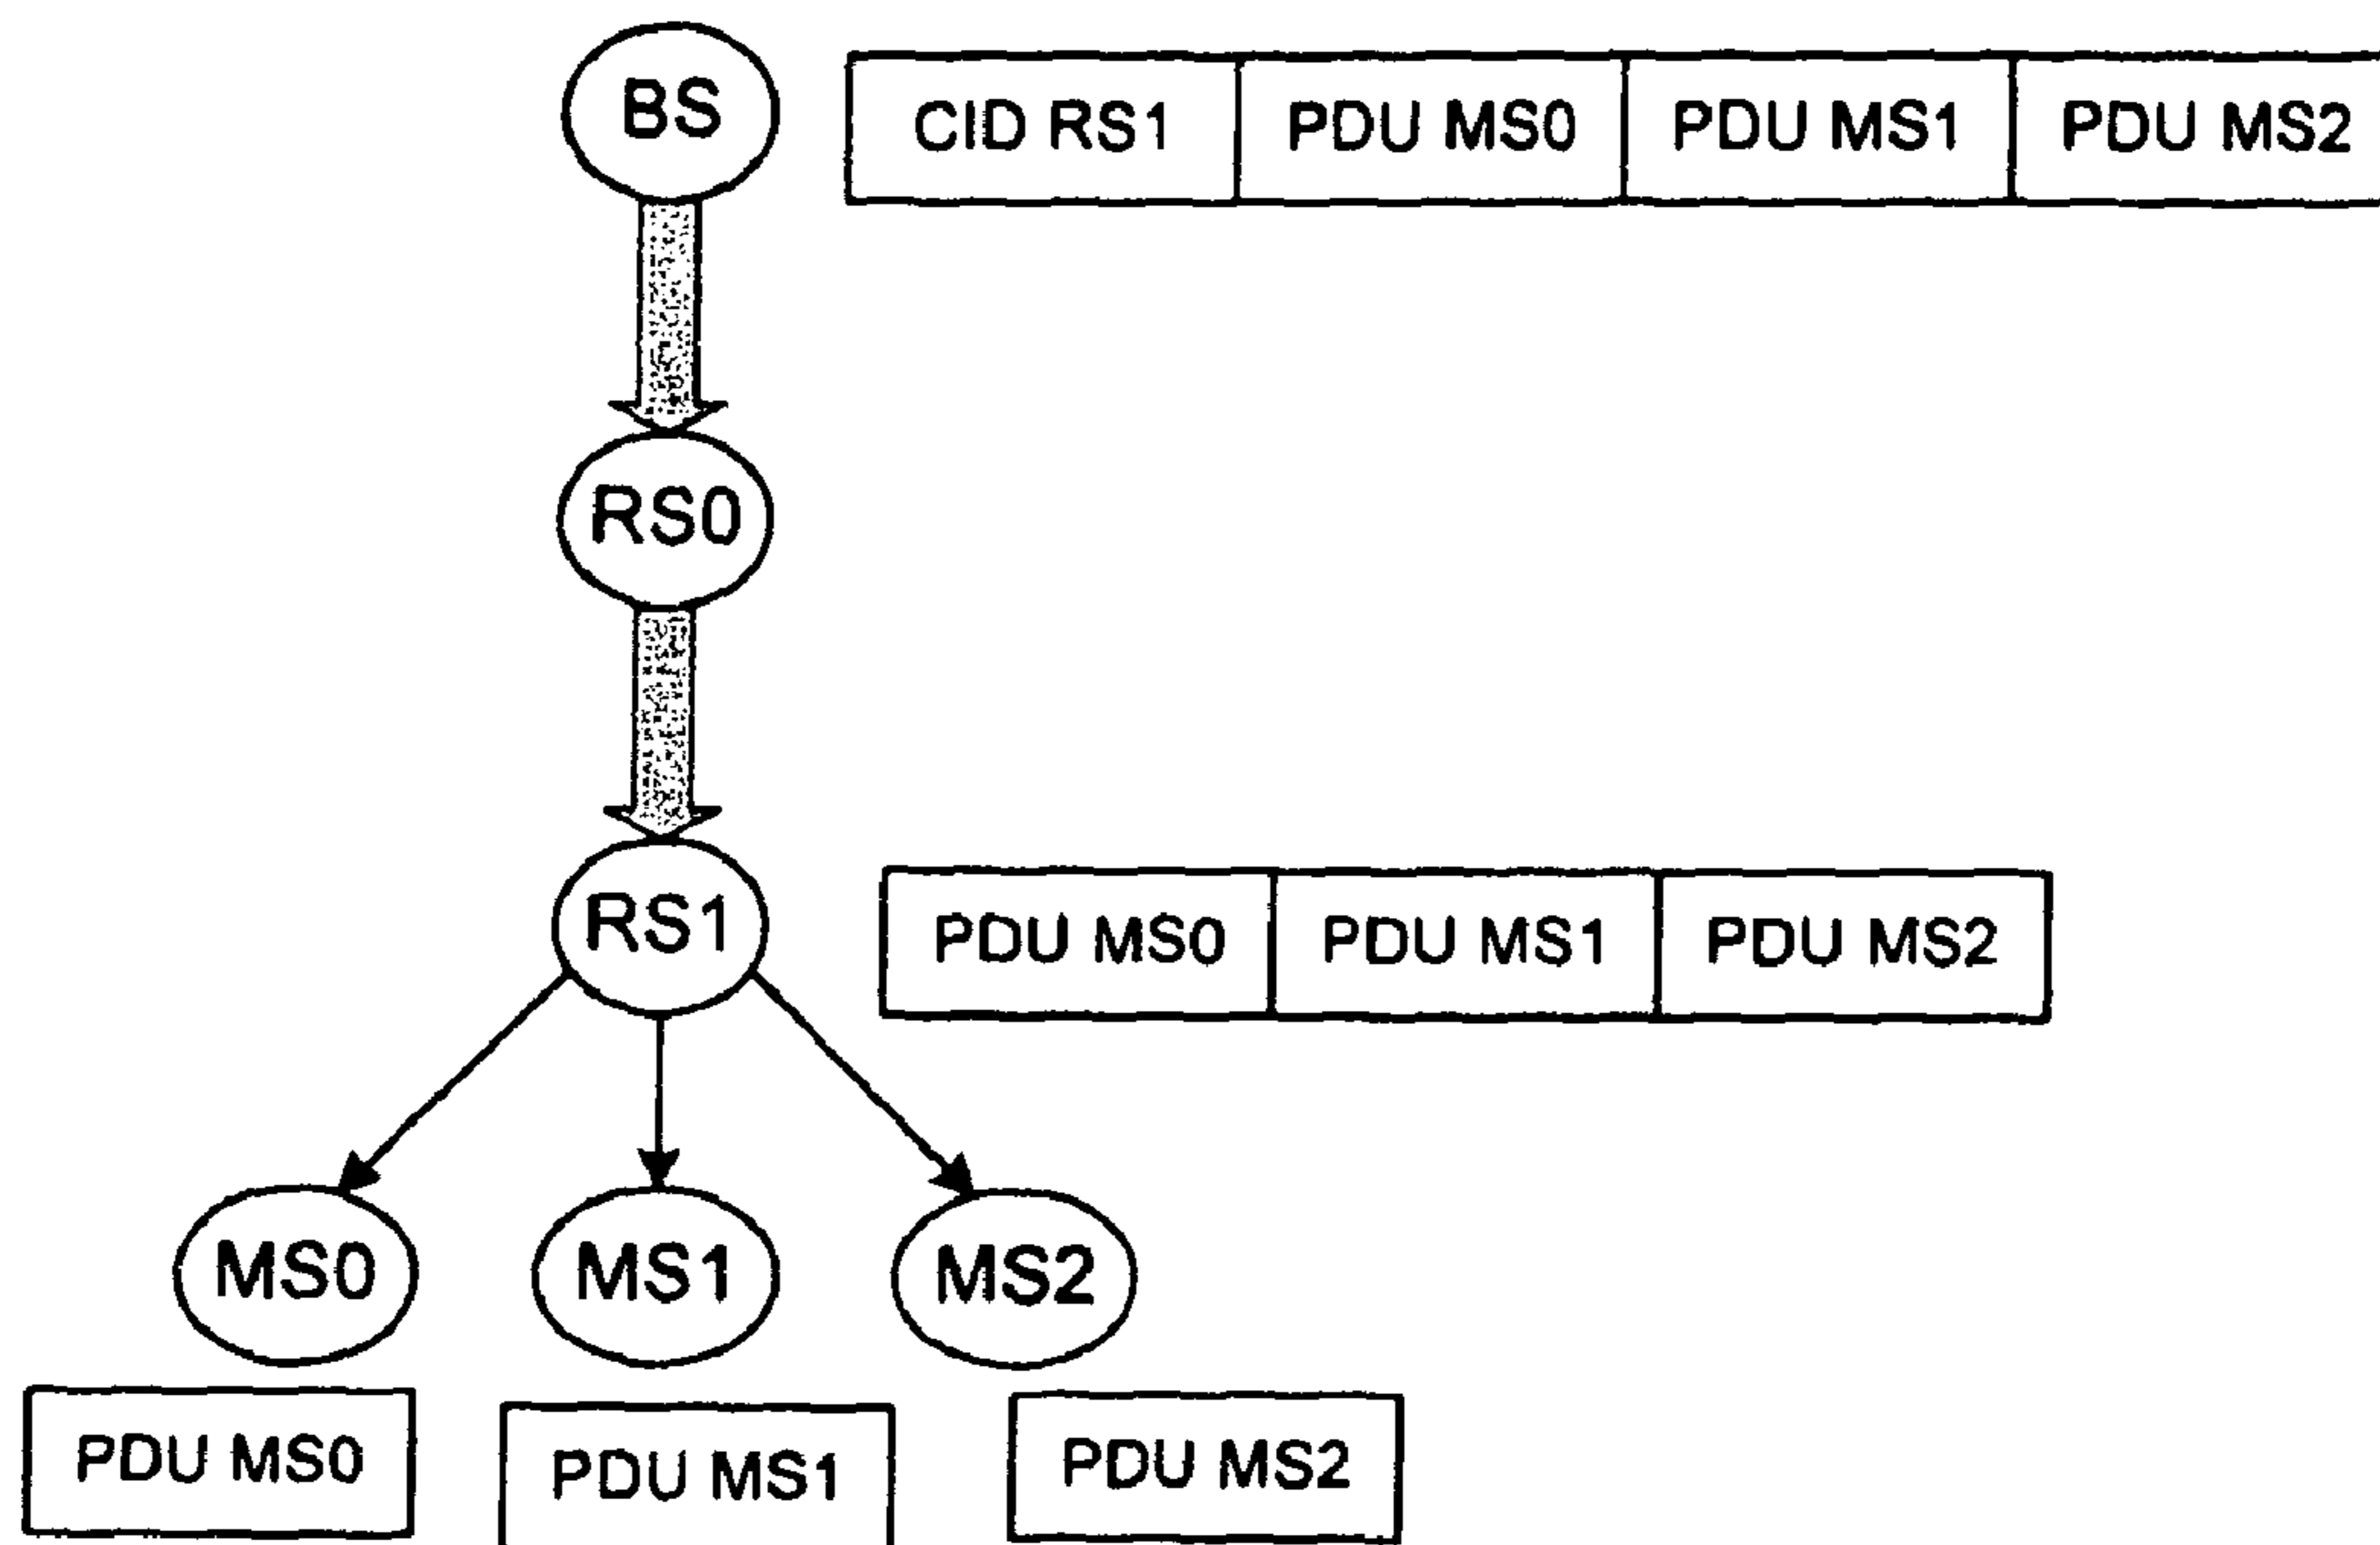 BS
CID RS1 PDU MS0 PDU MS1 PDU MS2
RS0
RS1
PDU MS0 PDU MS1 PDU MS2
MS0 MS1 MS2
PDU MS0 PDU MS1 PDU MS2